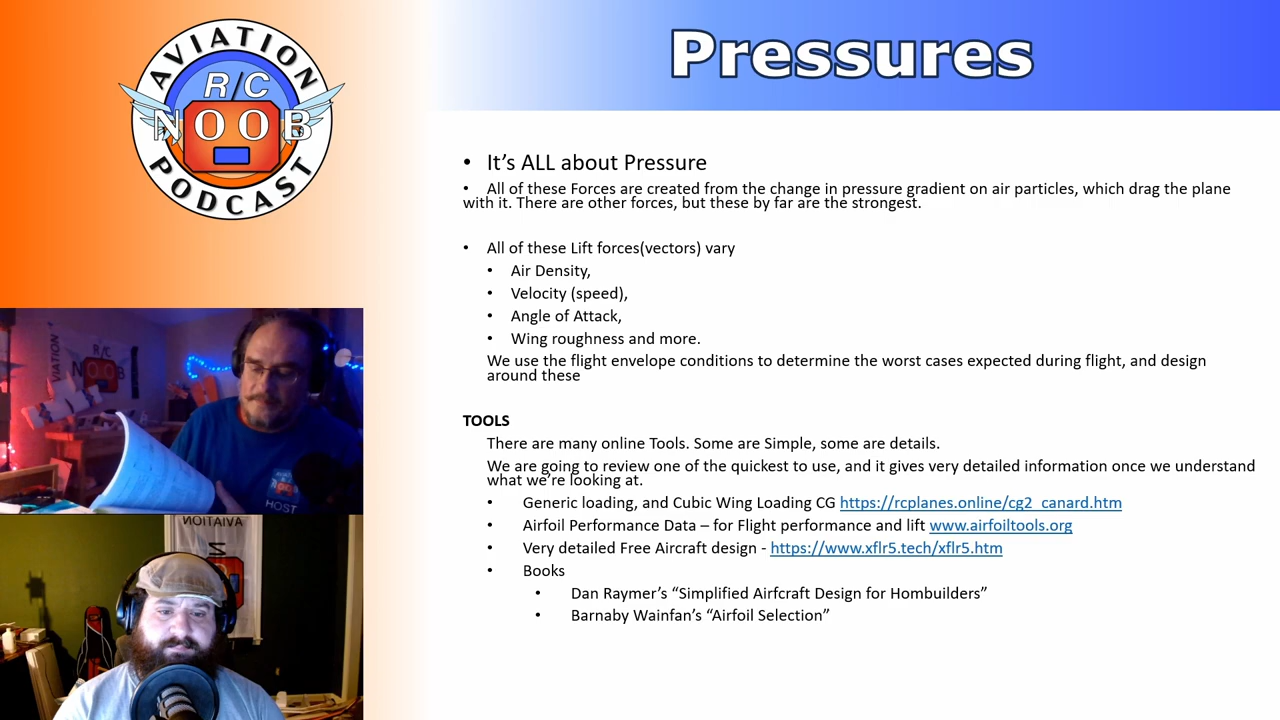 AVIATION
R/C
NOOB
PODCAST
Pressures
• It’s ALL about Pressure
• All of these Forces are created from the change in pressure gradient on air particles, which drag the plane
with it. There are other forces, but these by far are the strongest.
• All of these Lift forces(vectors) vary
• Air Density,
• Velocity (speed),
• Angle of Attack,
• Wing roughness and more.
We use the flight envelope conditions to determine the worst cases expected during flight, and design
around these
TOOLS
There are many online Tools. Some are Simple, some are details.
We are going to review one of the quickest to use, and it gives very detailed information once we understand
what we’re looking at.
• Generic loading, and Cubic Wing Loading CG https://rcplanes.online/cg2_canard.htm
• Airfoil Performance Data – for Flight performance and lift www.airfoiltools.org
• Very detailed Free Aircraft design - https://www.xflr5.tech/xflr5.htm
• Books
• Dan Raymer’s “Simplified Airfcraft Design for Hombuilders”
• Barnaby Wainfan’s “Airfoil Selection”
VIATION
R/C
NOOB
HOST
AVIATION